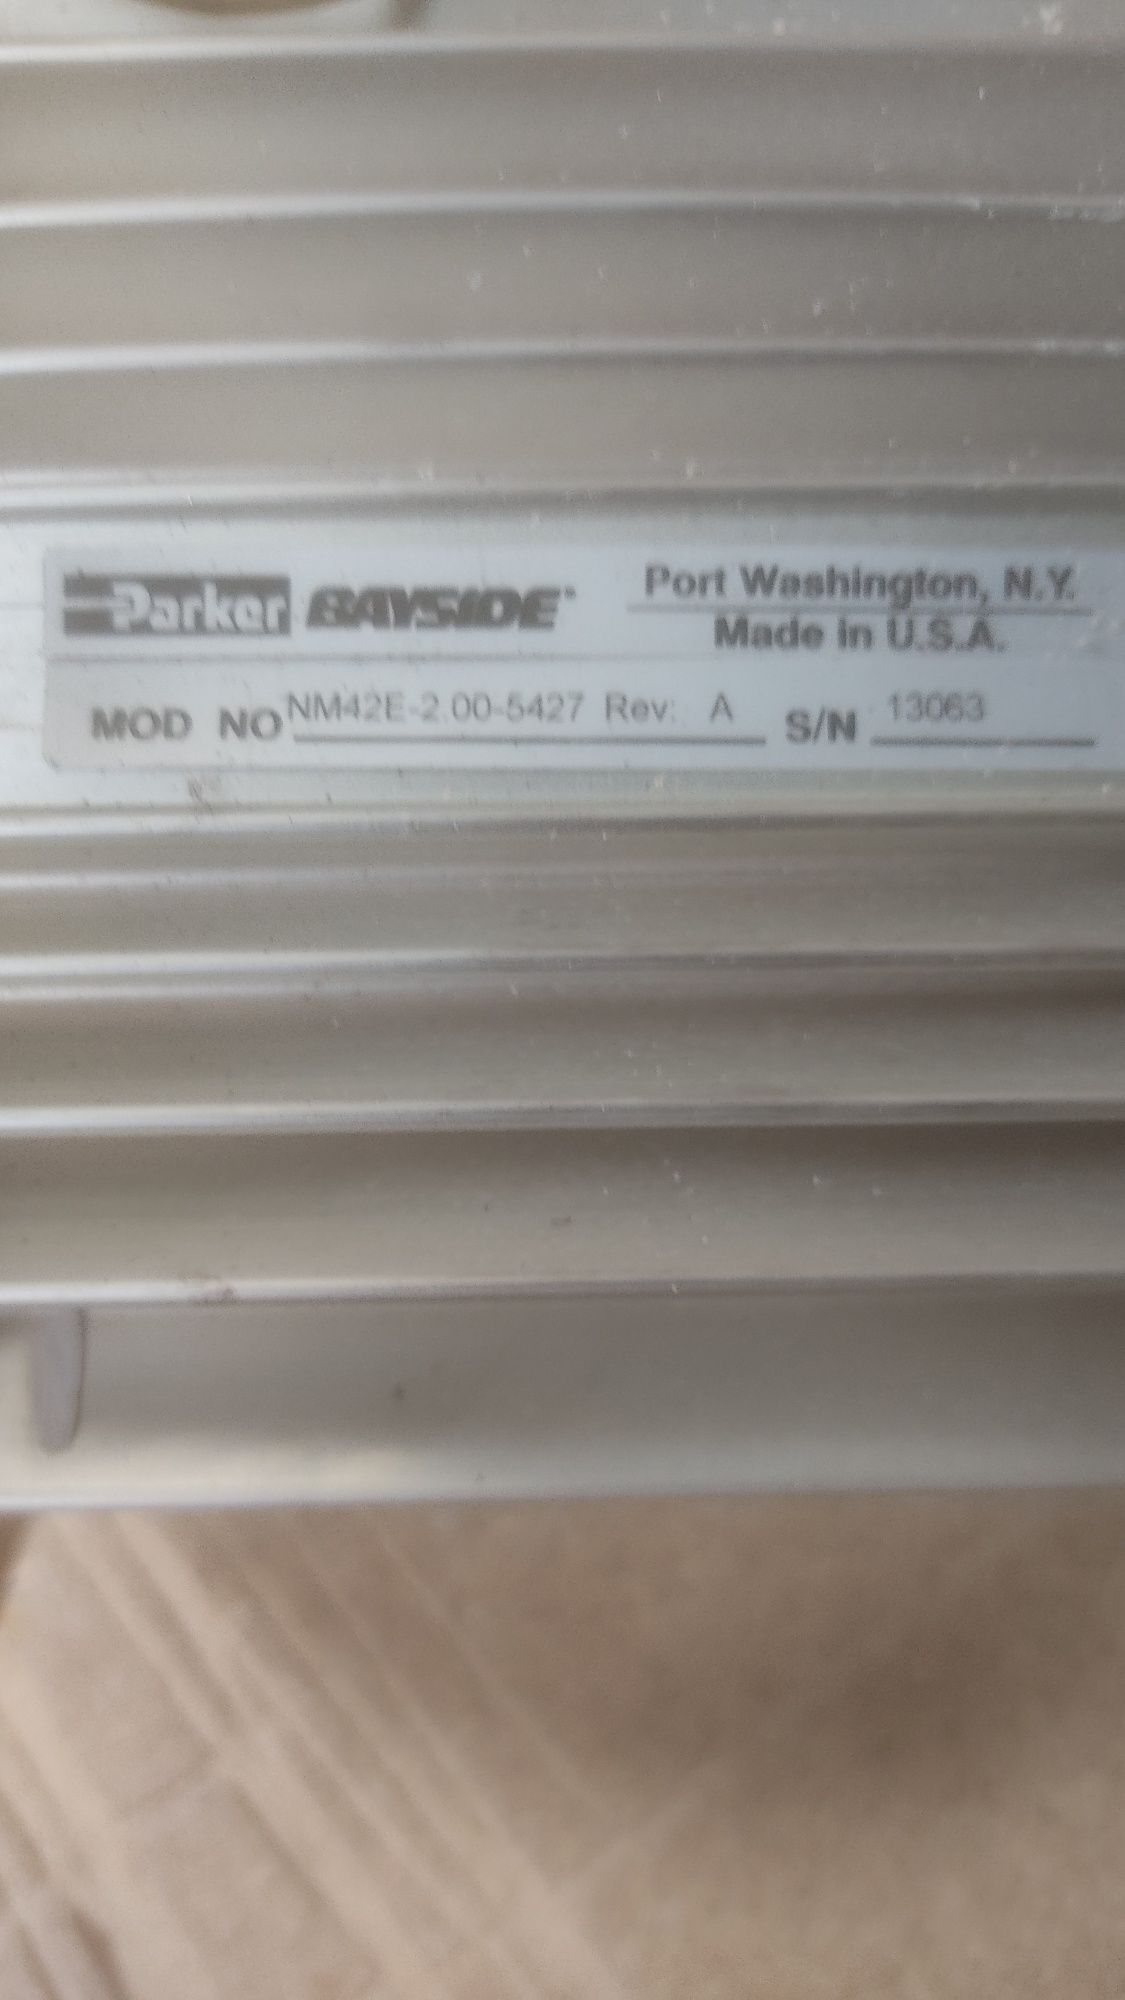 Parker BAYSIDE
Port Washington, N.Y.
Made in U.S.A.
MOD NO NM42E-2.00-5427 Rev: A S/N 13063